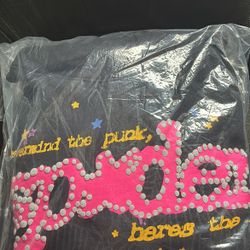 nevermind the punk,
spider
heres the